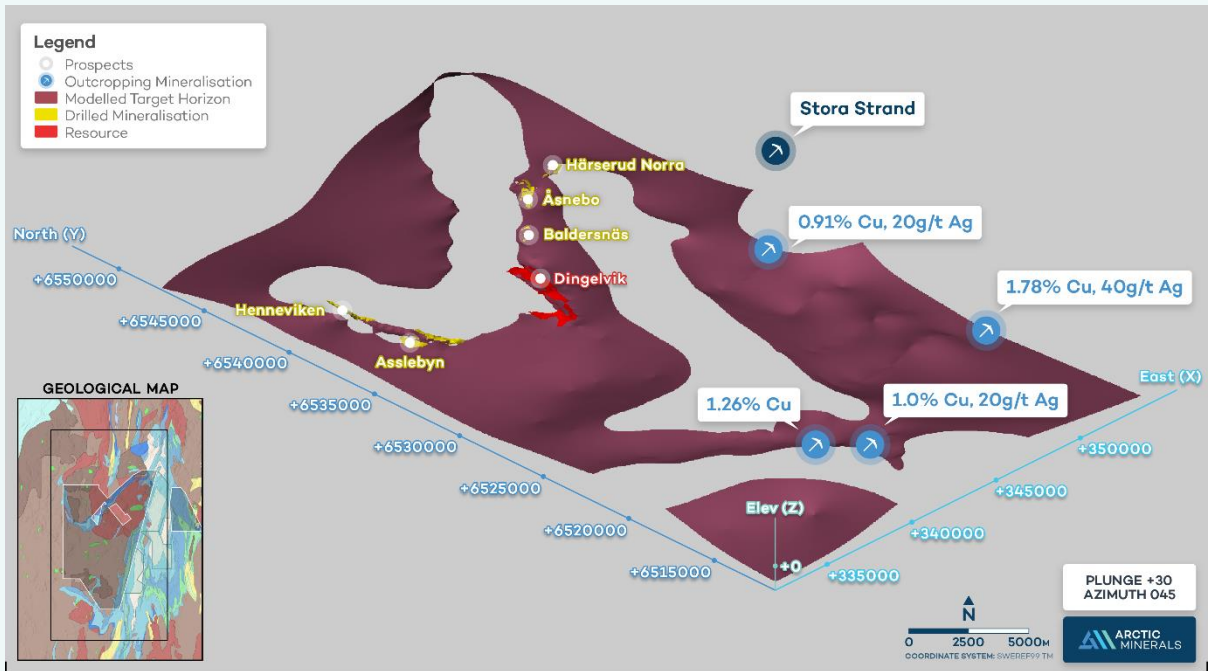 Legend
Prospects
Outcropping Mineralisation
Modelled Target Horizon
Drilled Mineralisation
Resource
Stora Strand
Härserud Norra
Åsnebo
0.91% Cu, 20g/t Ag
Baldersnäs
North (Y)
Dingelvik
+6550000
1.78% Cu, 40g/t Ag
Henneviken
+6545000
Asslebyn
+6540000
East (X)
GEOLOGICAL MAP
+6535000
1.26% Cu
1.0% Cu, 20g/t Ag
+6530000
+350000
+6525000
+345000
+6520000
Elev (Z)
+340000
+6515000
+0
+335000
PLUNGE +30
AZIMUTH 045
N
0 2500 5000M
COORDINATE SYSTEM: SWEREF99 TM
ARCTIC
MINERALS